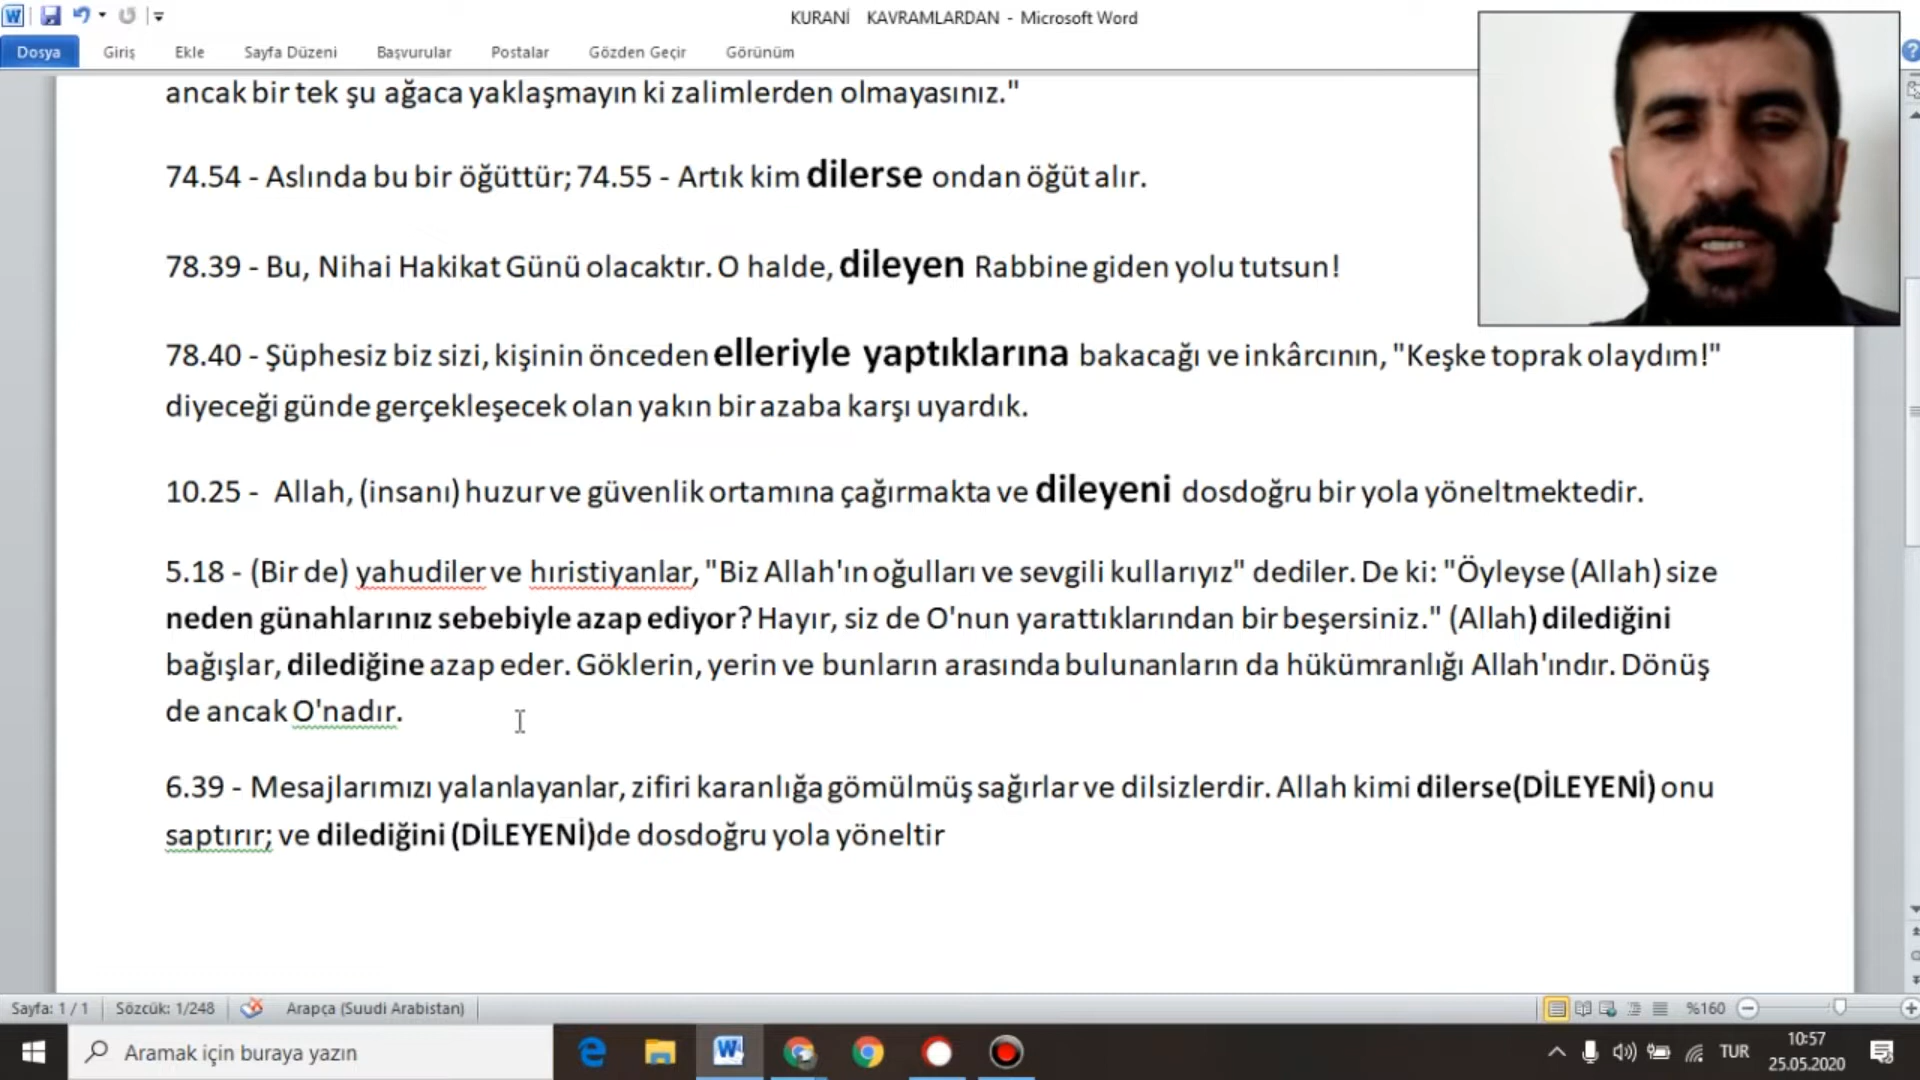 KURANİ KAVRAMLARDAN - Microsoft Word
Dosya Giriş Ekle Sayfa Düzeni Başvurular Postalar Gözden Geçir Görünüm
ancak bir tek şu ağaca yaklaşmayın ki zalimlerden olmayasınız."
74.54 - Aslında bu bir öğüttür; 74.55 - Artık kim dilerse ondan öğüt alır.
78.39 - Bu, Nihai Hakikat Günü olacaktır. O halde, dileyen Rabbine giden yolu tutsun!
78.40 - Şüphesiz biz sizi, kişinin önceden elleriyle yaptıklarına bakacağı ve inkârcının, "Keşke toprak olaydım!"
diyeceği günde gerçekleşecek olan yakın bir azaba karşı uyardık.
10.25 - Allah, (insanı) huzur ve güvenlik ortamına çağırmakta ve dileyeni dosdoğru bir yola yöneltmektedir.
5.18 - (Bir de) yahudiler ve hıristiyanlar, "Biz Allah'ın oğulları ve sevgili kullarıyız" dediler. De ki: "Öyleyse (Allah) size
neden günahlarınız sebebiyle azap ediyor? Hayır, siz de O'nun yarattıklarından bir beşersiniz." (Allah) dilediğini
bağışlar, dilediğine azap eder. Göklerin, yerin ve bunların arasında bulunanların da hükümranlığı Allah'ındır. Dönüş
de ancak O'nadır.
6.39 - Mesajlarımızı yalanlayanlar, zifiri karanlığa gömülmüş sağırlar ve dilsizlerdir. Allah kimi dilerse(DİLEYENİ) onu
saptırır; ve dilediğini (DİLEYENİ)de dosdoğru yola yöneltir
Sayfa: 1 / 1 Sözcük: 1/248 Arapça (Suudi Arabistan) %160
Aramak için buraya yazın TUR 10:57
25.05.2020